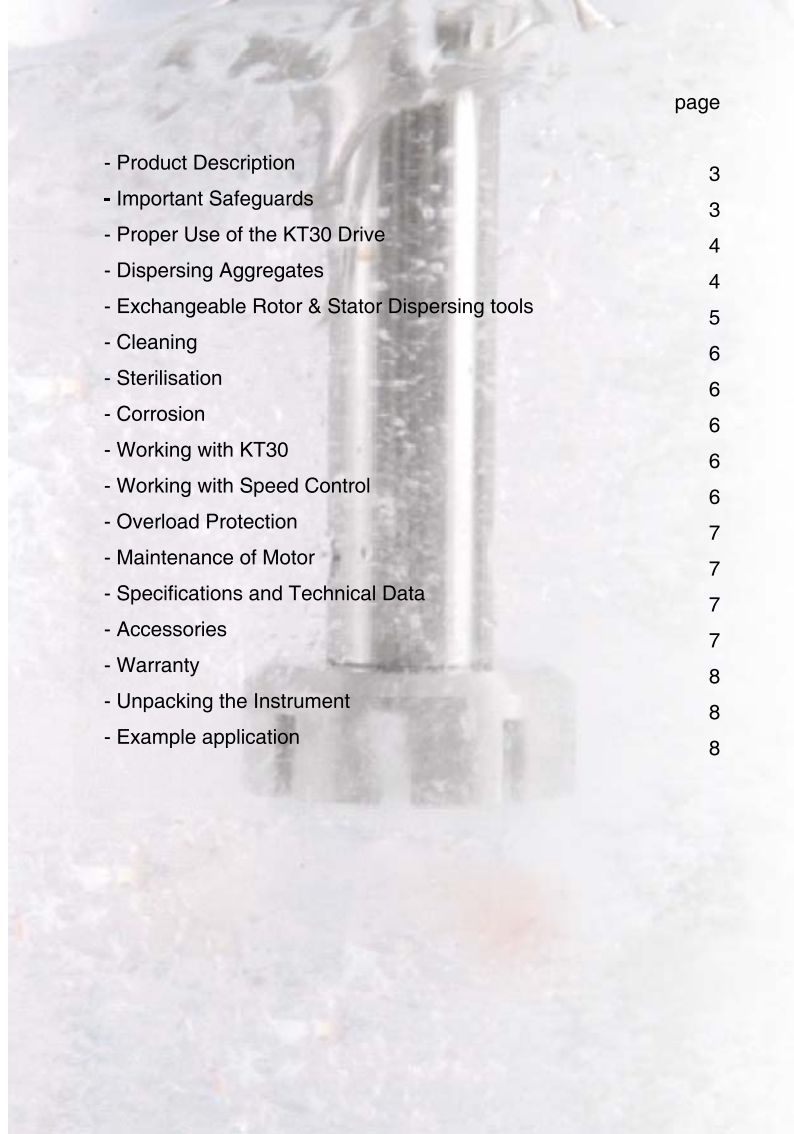 page
- Product Description 3
- Important Safeguards 3
- Proper Use of the KT30 Drive 4
- Dispersing Aggregates 4
- Exchangeable Rotor & Stator Dispersing tools 5
- Cleaning 6
- Sterilisation 6
- Corrosion 6
- Working with KT30 6
- Working with Speed Control 6
- Overload Protection 7
- Maintenance of Motor 7
- Specifications and Technical Data 7
- Accessories 7
- Warranty 8
- Unpacking the Instrument 8
- Example application 8